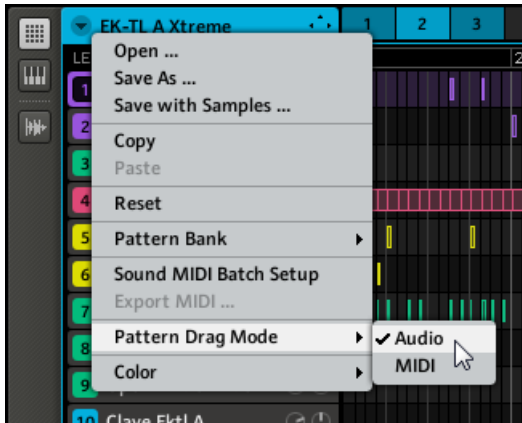 EK-TL A Xtreme
1 2 3
LE 2
1
Open ...
Save As ...
Save with Samples ...
2
Copy
3
Paste
4
Reset
5
Pattern Bank
6
Sound MIDI Batch Setup
7
Export MIDI ...
Pattern Drag Mode
Audio
8
MIDI
Color
9
10 Clave Ektl A